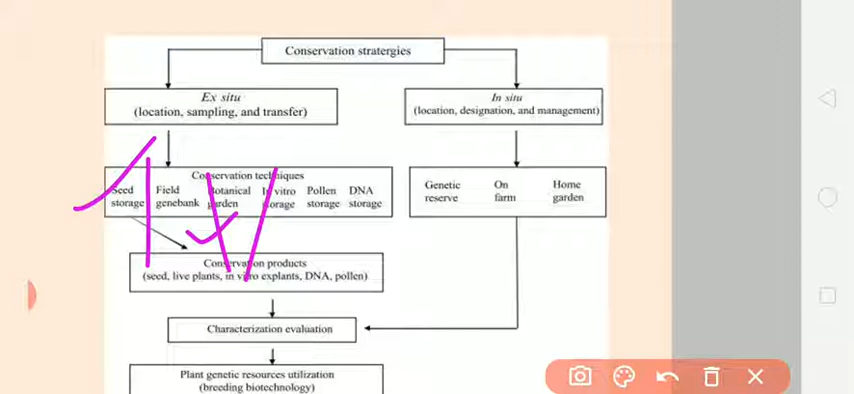 Conservation stratergies
Ex situ
(location, sampling, and transfer)
In situ
(location, designation, and management)
Conservation techniques
Seed storage
Field genebank
Botanical garden
In vitro storage
Pollen storage
DNA storage
Genetic reserve
On farm
Home garden
Conservation products
(seed, live plants, in vitro explants, DNA, pollen)
Characterization evaluation
Plant genetic resources utilization
(breeding biotechnology)